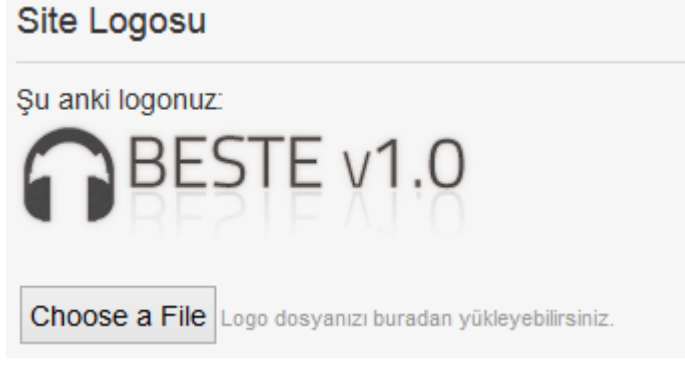 Site Logosu
Şu anki logonuz:
BESTE v1.0
Choose a File Logo dosyanızı buradan yükleyebilirsiniz.